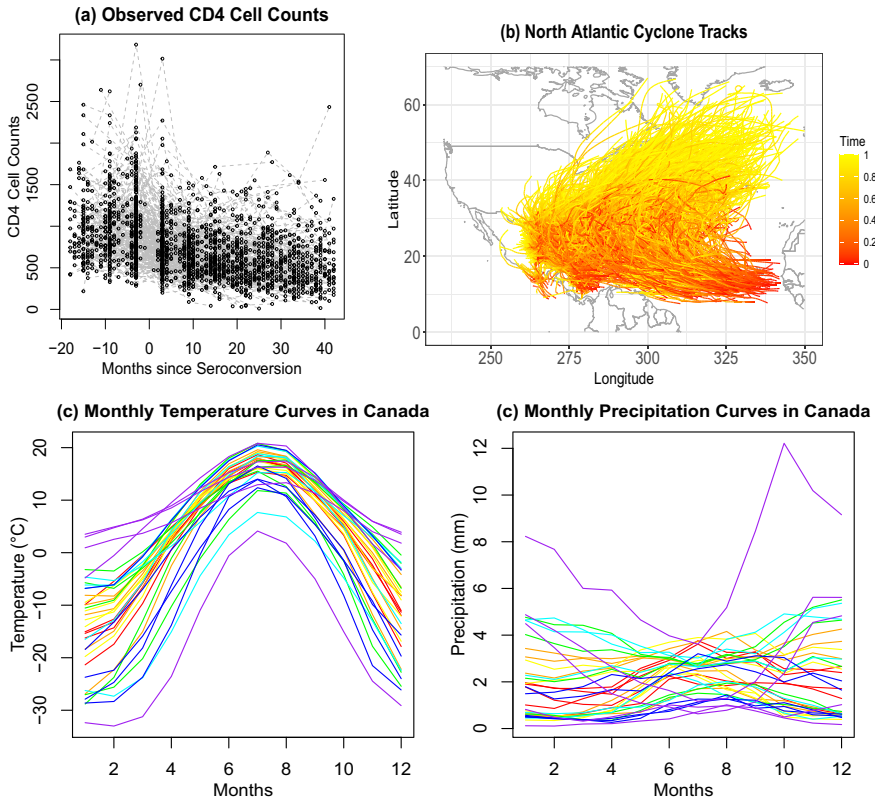 (a) Observed CD4 Cell Counts
CD4 Cell Counts
2500
1500
500
0
−20 −10 0 10 20 30 40
Months since Seroconversion
(b) North Atlantic Cyclone Tracks
Latitude
60
40
20
0
250 275 300 325 350
Longitude
Time
1
0.8
0.6
0.4
0.2
0
(c) Monthly Temperature Curves in Canada
Temperature (°C)
20
10
0
−10
−20
−30
2 4 6 8 10 12
Months
(c) Monthly Precipitation Curves in Canada
Precipitation (mm)
12
10
8
6
4
2
0
2 4 6 8 10 12
Months